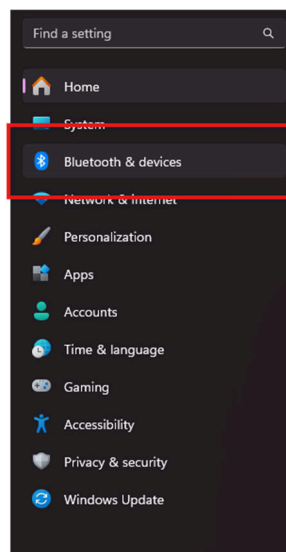 Find a setting
Home
System
Bluetooth & devices
Network & internet
Personalization
Apps
Accounts
Time & language
Gaming
Accessibility
Privacy & security
Windows Update